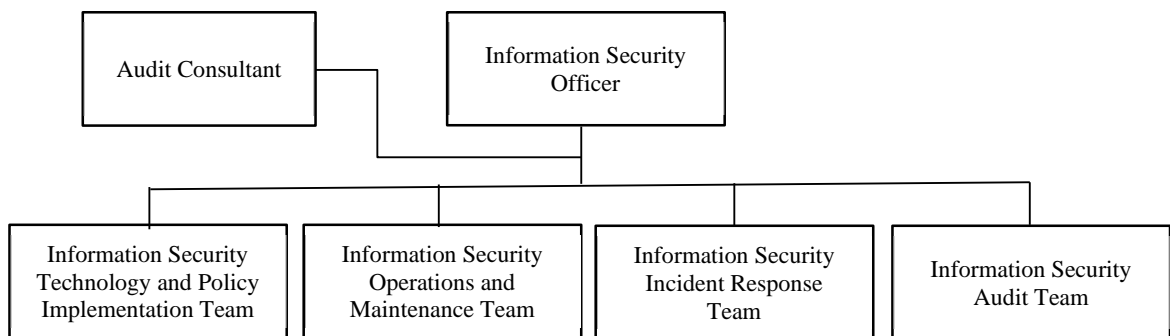 Audit Consultant
Information Security
Officer
Information Security
Technology and Policy
Implementation Team
Information Security
Operations and
Maintenance Team
Information Security
Incident Response
Team
Information Security
Audit Team